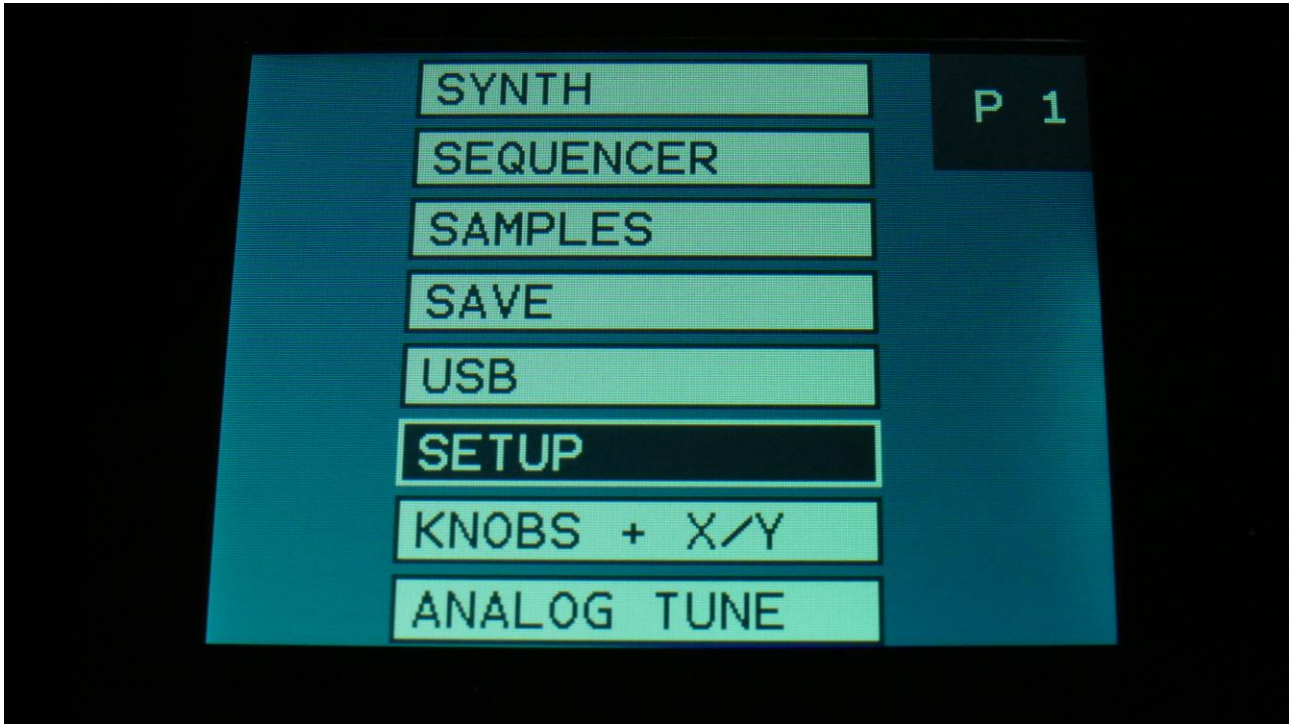 SYNTH
P 1
SEQUENCER
SAMPLES
SAVE
USB
SETUP
KNOBS + X/Y
ANALOG TUNE